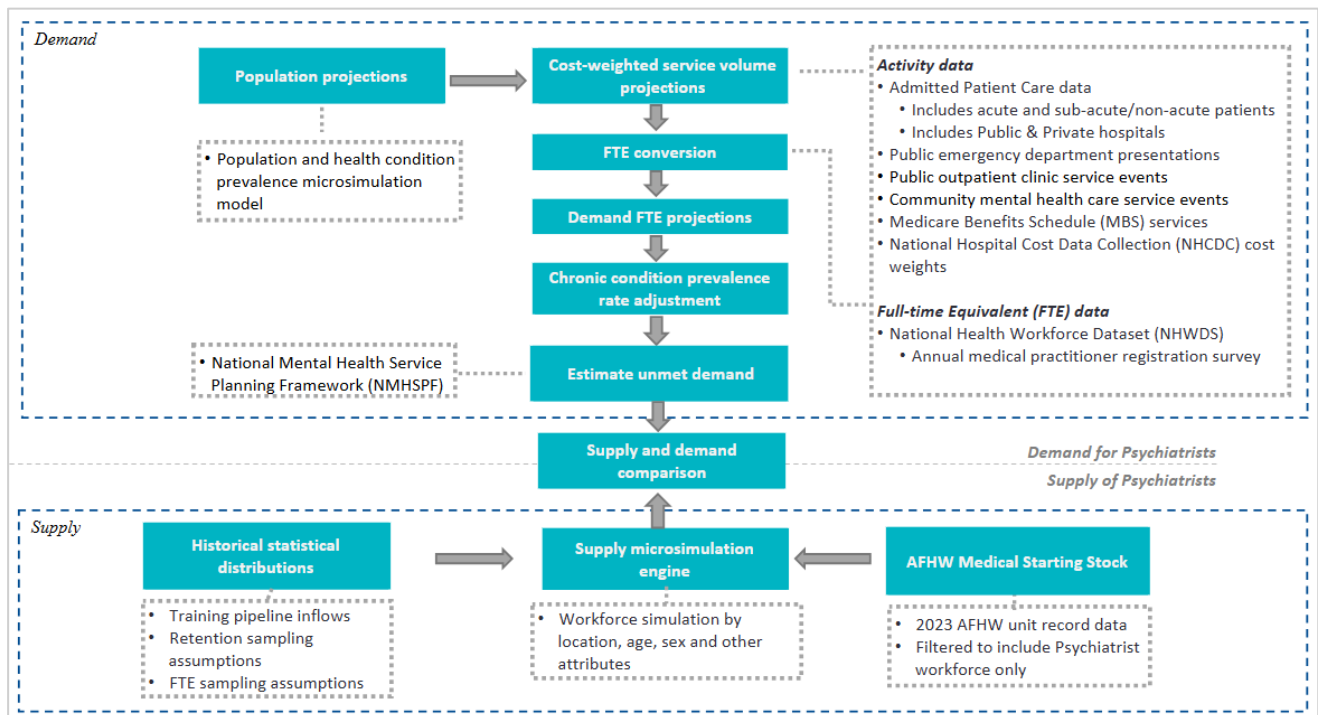 Demand
Population projections
Cost-weighted service volume
projections
• Population and health condition
prevalence microsimulation
model
FTE conversion
Demand FTE projections
Chronic condition prevalence
rate adjustment
• National Mental Health Service
Planning Framework (NMHSPF)
Estimate unmet demand
Activity data
• Admitted Patient Care data
• Includes acute and sub-acute/non-acute patients
• Includes Public & Private hospitals
• Public emergency department presentations
• Public outpatient clinic service events
• Community mental health care service events
• Medicare Benefits Schedule (MBS) services
• National Hospital Cost Data Collection (NHCDC) cost
weights
Full-time Equivalent (FTE) data
• National Health Workforce Dataset (NHWDS)
• Annual medical practitioner registration survey
Supply and demand
comparison
Demand for Psychiatrists
Supply of Psychiatrists
Supply
Historical statistical
distributions
Supply microsimulation
engine
AFHW Medical Starting Stock
• Training pipeline inflows
• Retention sampling
assumptions
• FTE sampling assumptions
• Workforce simulation by
location, age, sex and other
attributes
• 2023 AFHW unit record data
• Filtered to include Psychiatrist
workforce only